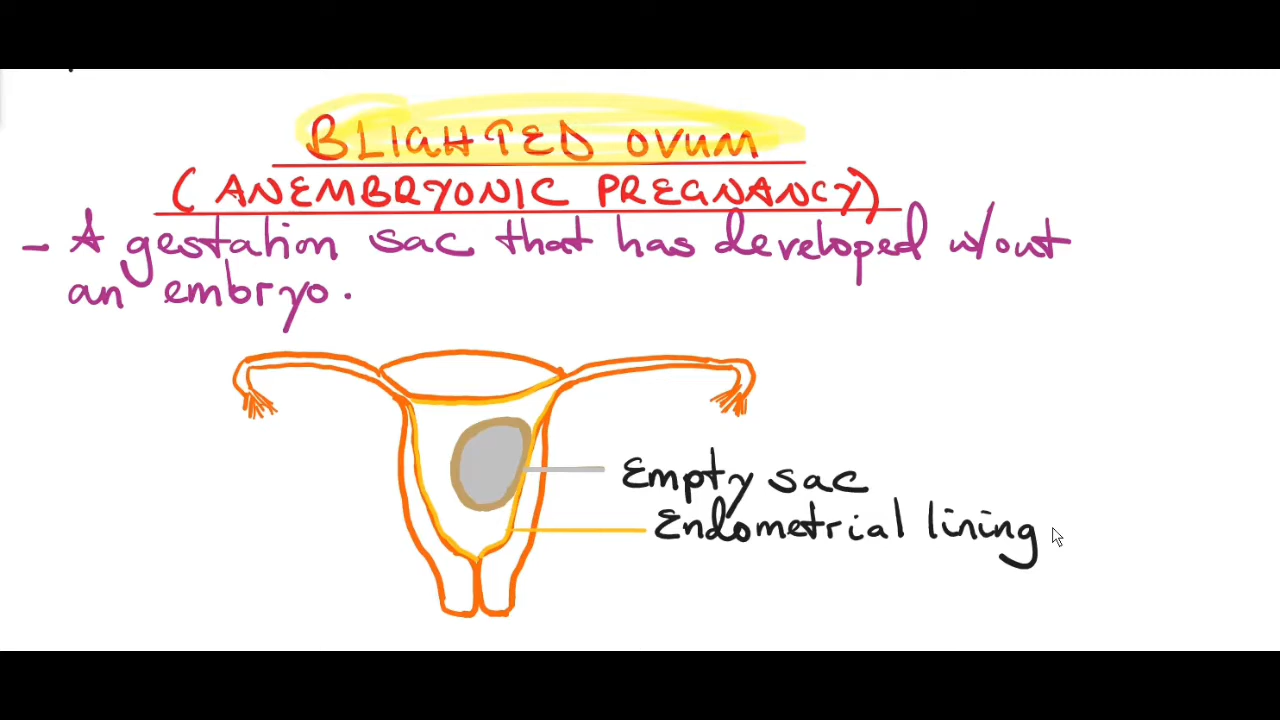 BLIGHTED OVUM
(ANEMBRYONIC PREGNANCY)
- A gestation sac that has developed w/out
an embryo.
Empty sac
Endometrial lining